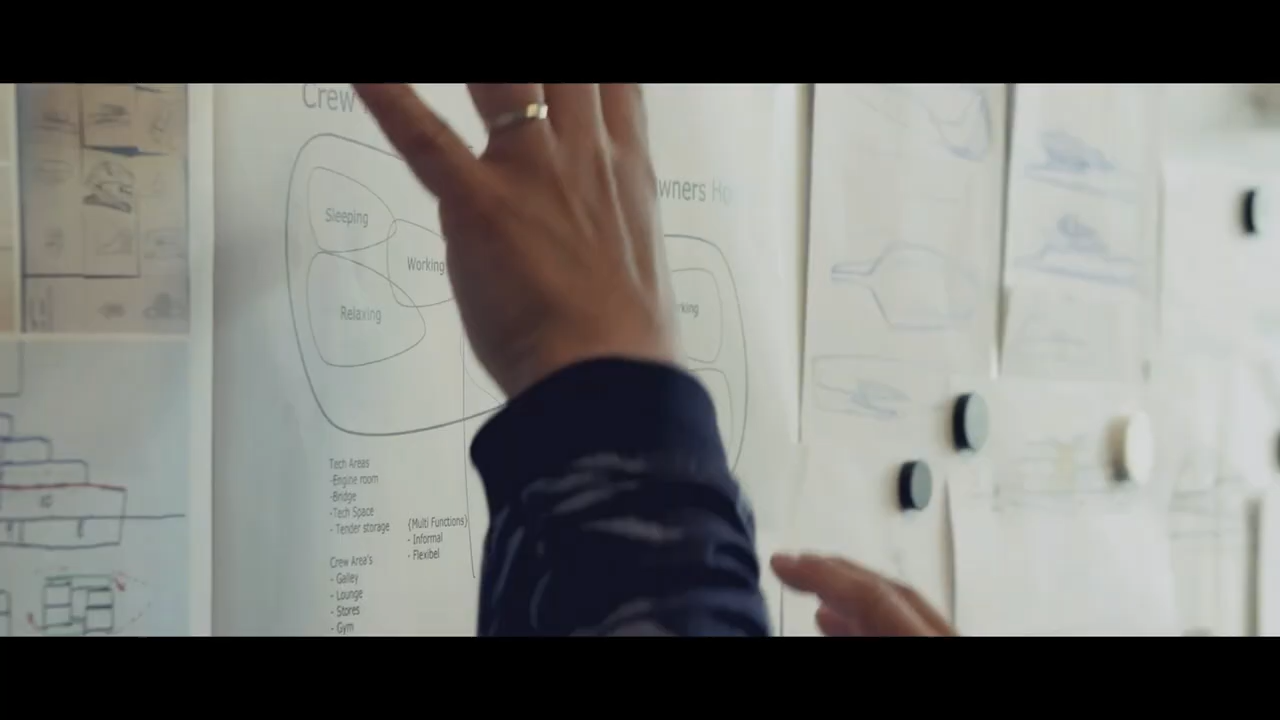 Crew
wners Ho
Sleeping
Working
Relaxing
rking
Tech Areas
-Engine room
-Bridge
-Tech Space
- Tender storage
{Multi Functions}
- Informal
- Flexibel
Crew Area's
- Galley
- Lounge
- Stores
- Gym